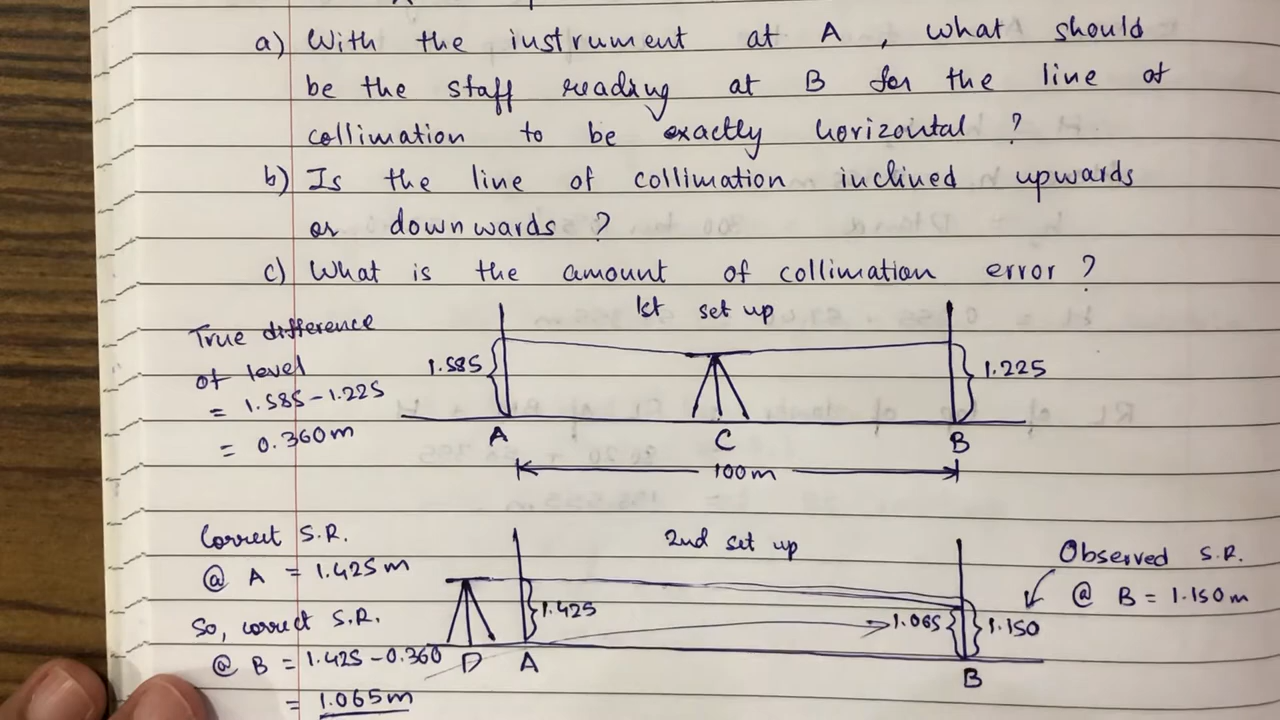 a) With the instrument at A, what should
be the staff reading at B for the line of
collimation to be exactly horizontal ?
b) Is the line of collimation inclined upwards
or downwards ?
c) What is the amount of collimation error ?
1st set up
True difference
of level
= 1.585 - 1.225
= 0.360 m
1.585
1.225
A
C
B
100 m
2nd set up
Correct S.R.
@ A = 1.425 m
So, correct S.R.
@ B = 1.425 - 0.360
= 1.065 m
1.425
1.065
1.150
Observed S.R.
@ B = 1.150 m
D
A
B